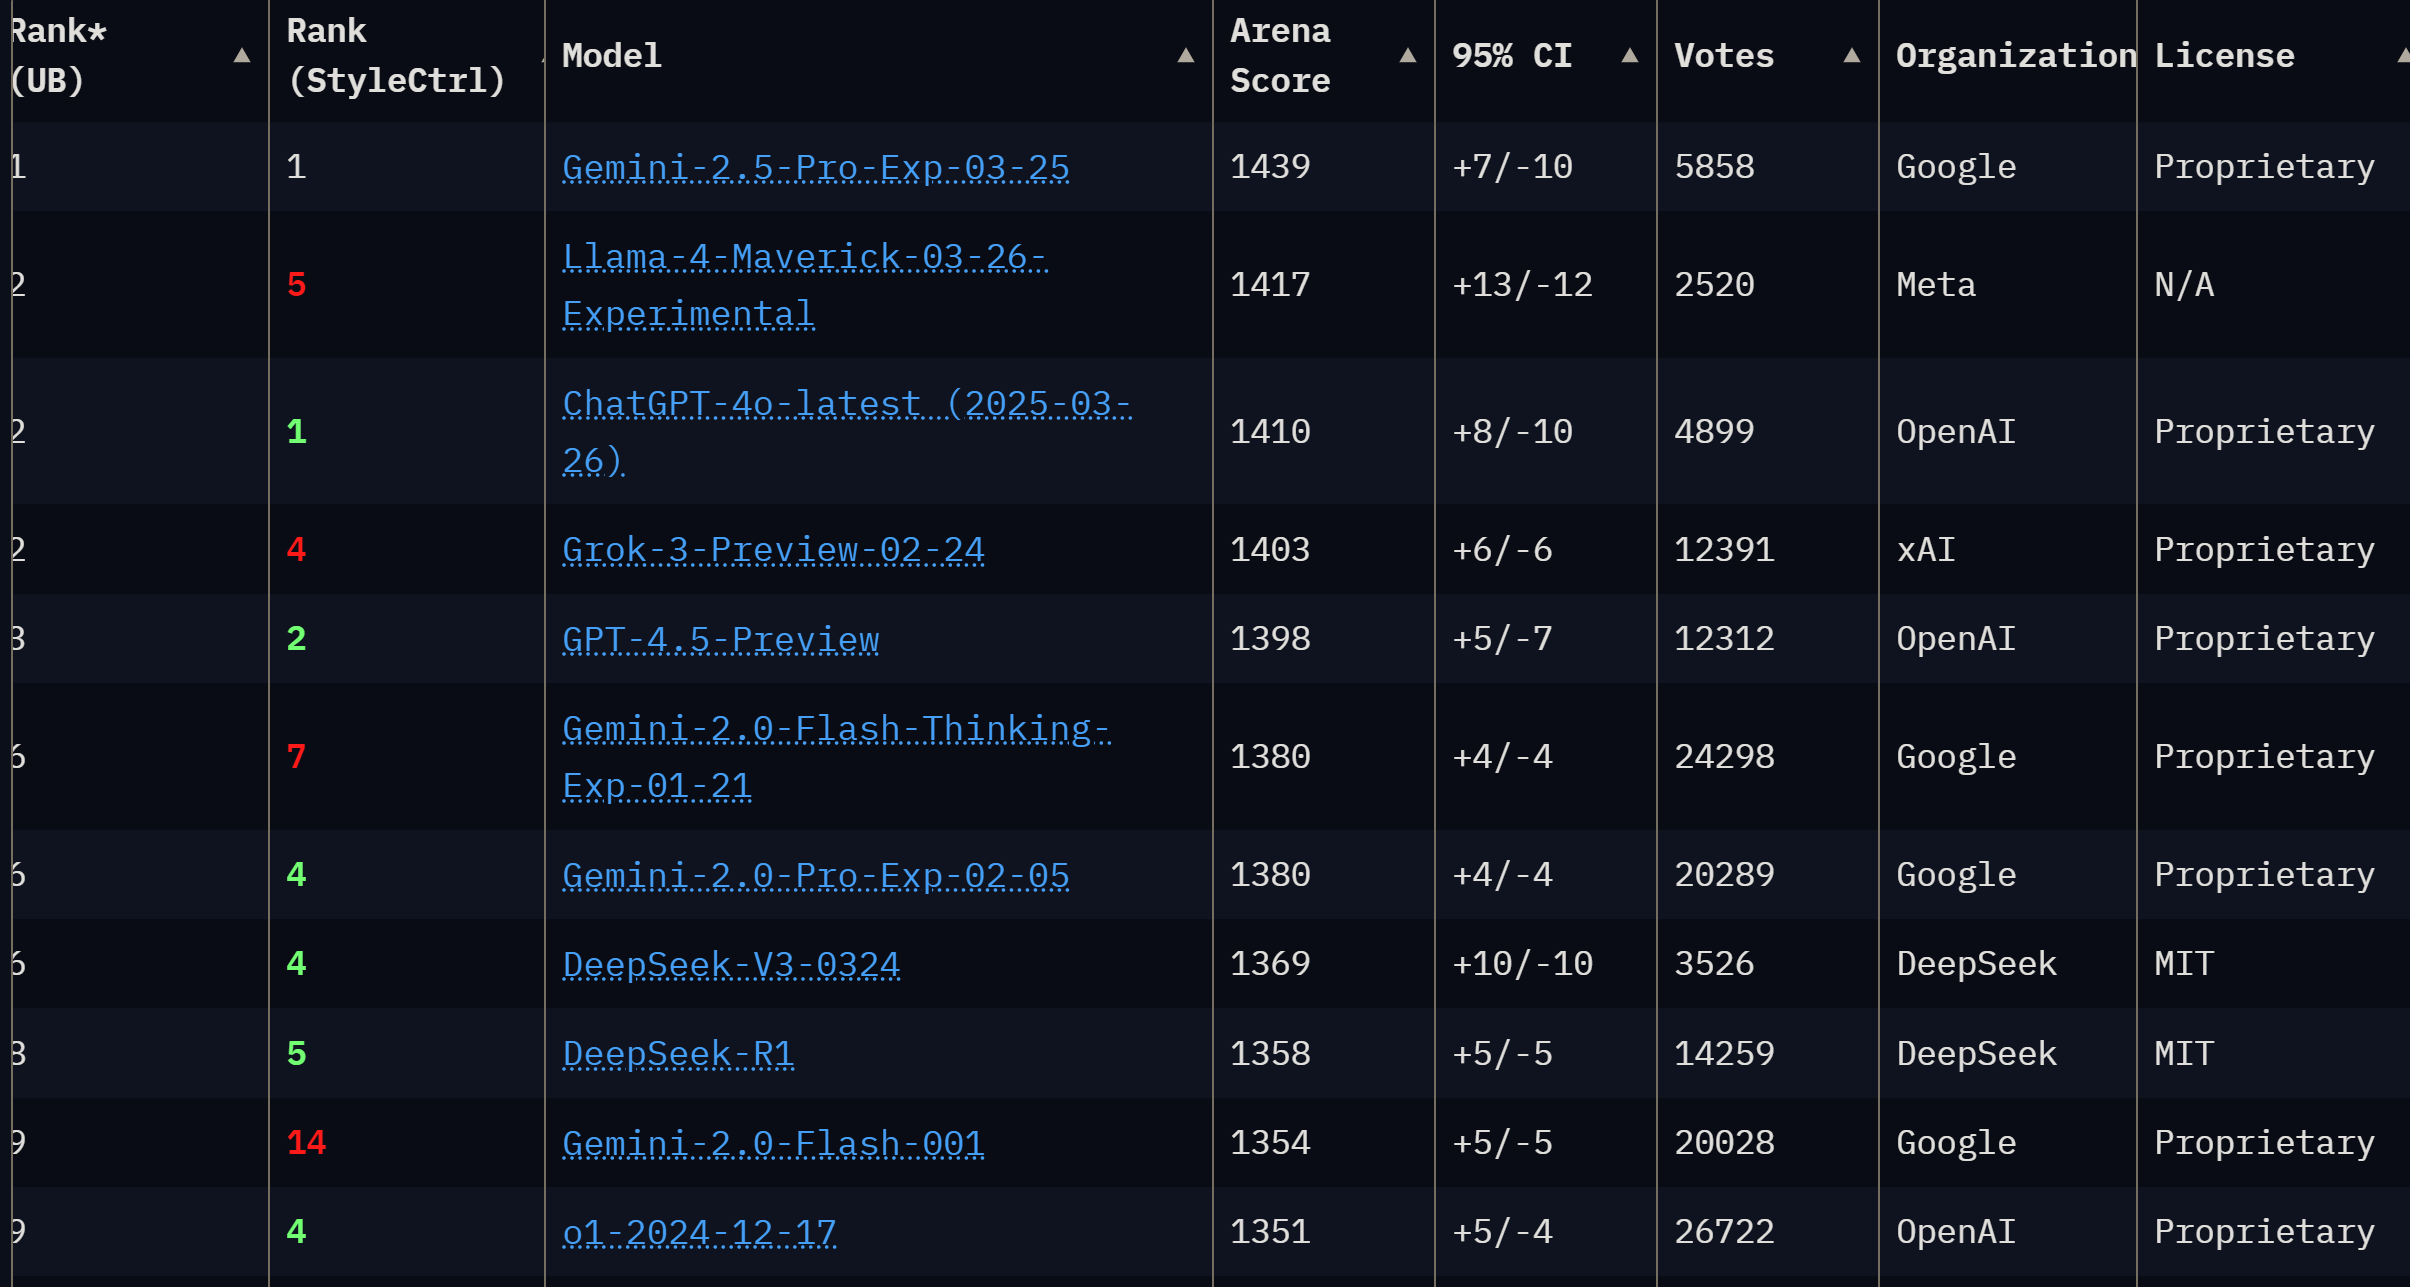 Rank* (UB) ▲ Rank (StyleCtrl) Model ▲ Arena Score ▲ 95% CI ▲ Votes ▲ Organization License ▲
1 1 Gemini-2.5-Pro-Exp-03-25 1439 +7/-10 5858 Google Proprietary
2 5 Llama-4-Maverick-03-26-Experimental 1417 +13/-12 2520 Meta N/A
2 1 ChatGPT-4o-latest (2025-03-26) 1410 +8/-10 4899 OpenAI Proprietary
2 4 Grok-3-Preview-02-24 1403 +6/-6 12391 xAI Proprietary
3 2 GPT-4.5-Preview 1398 +5/-7 12312 OpenAI Proprietary
6 7 Gemini-2.0-Flash-Thinking-Exp-01-21 1380 +4/-4 24298 Google Proprietary
6 4 Gemini-2.0-Pro-Exp-02-05 1380 +4/-4 20289 Google Proprietary
6 4 DeepSeek-V3-0324 1369 +10/-10 3526 DeepSeek MIT
8 5 DeepSeek-R1 1358 +5/-5 14259 DeepSeek MIT
9 14 Gemini-2.0-Flash-001 1354 +5/-5 20028 Google Proprietary
9 4 o1-2024-12-17 1351 +5/-4 26722 OpenAI Proprietary